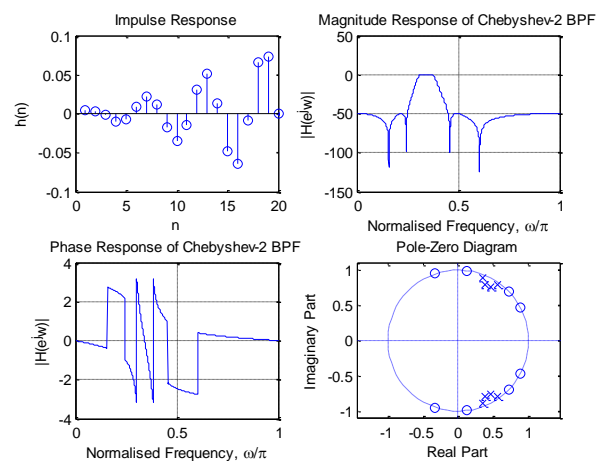 Impulse Response
0.1
0.05
0
-0.05
-0.1
h(n)
0 5 10 15 20
n
Magnitude Response of Chebyshev-2 BPF
50
0
-50
-100
-150
|H(e^jw)|
0 0.5 1
Normalised Frequency, ω/π
Phase Response of Chebyshev-2 BPF
4
2
0
-2
-4
|H(e^jw)|
0 0.5 1
Normalised Frequency, ω/π
Pole-Zero Diagram
1
0.5
0
-0.5
-1
Imaginary Part
-1 -0.5 0 0.5 1
Real Part